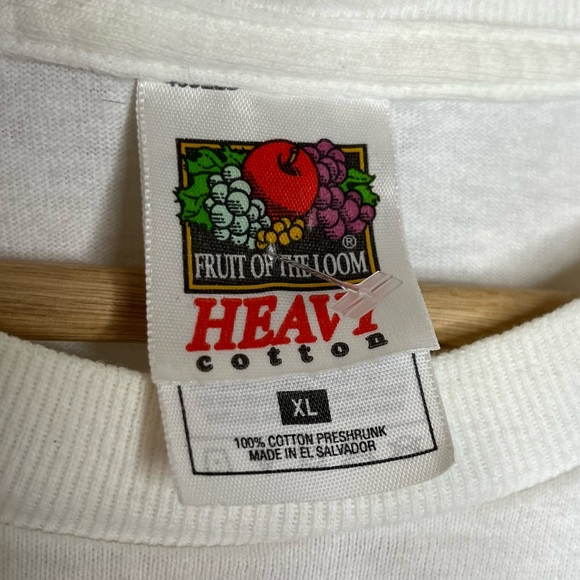 ®
FRUIT OF THE LOOM
HEAVY
cotton
XL
100% COTTON PRESHRUNK
MADE IN EL SALVADOR